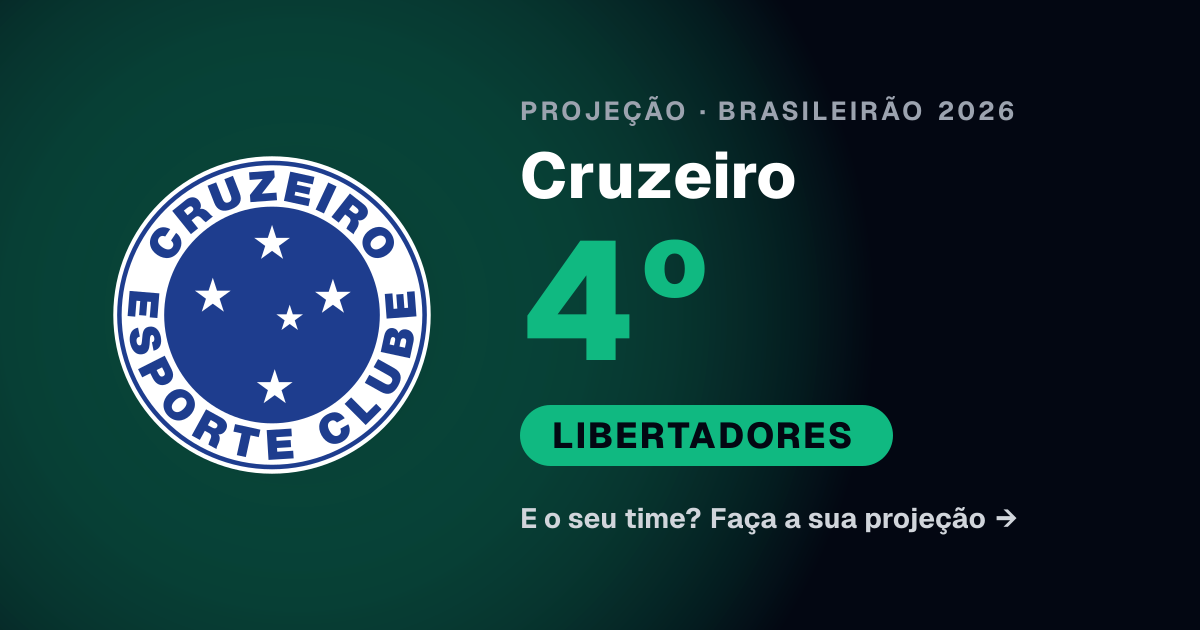 CRUZEIRO
ESPORTE CLUBE
PROJEÇÃO · BRASILEIRÃO 2026
Cruzeiro
4º
LIBERTADORES
E o seu time? Faça a sua projeção →